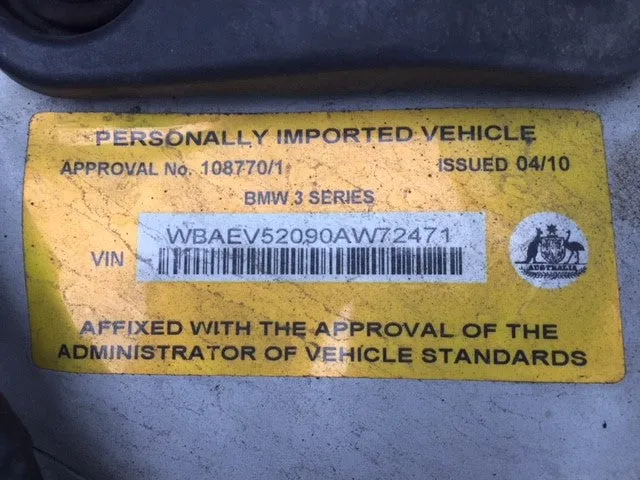 PERSONALLY IMPORTED VEHICLE
APPROVAL No. 108770/1 ISSUED 04/10
BMW 3 SERIES
VIN WBAEV52090AW72471
AUSTRALIA
AFFIXED WITH THE APPROVAL OF THE
ADMINISTRATOR OF VEHICLE STANDARDS